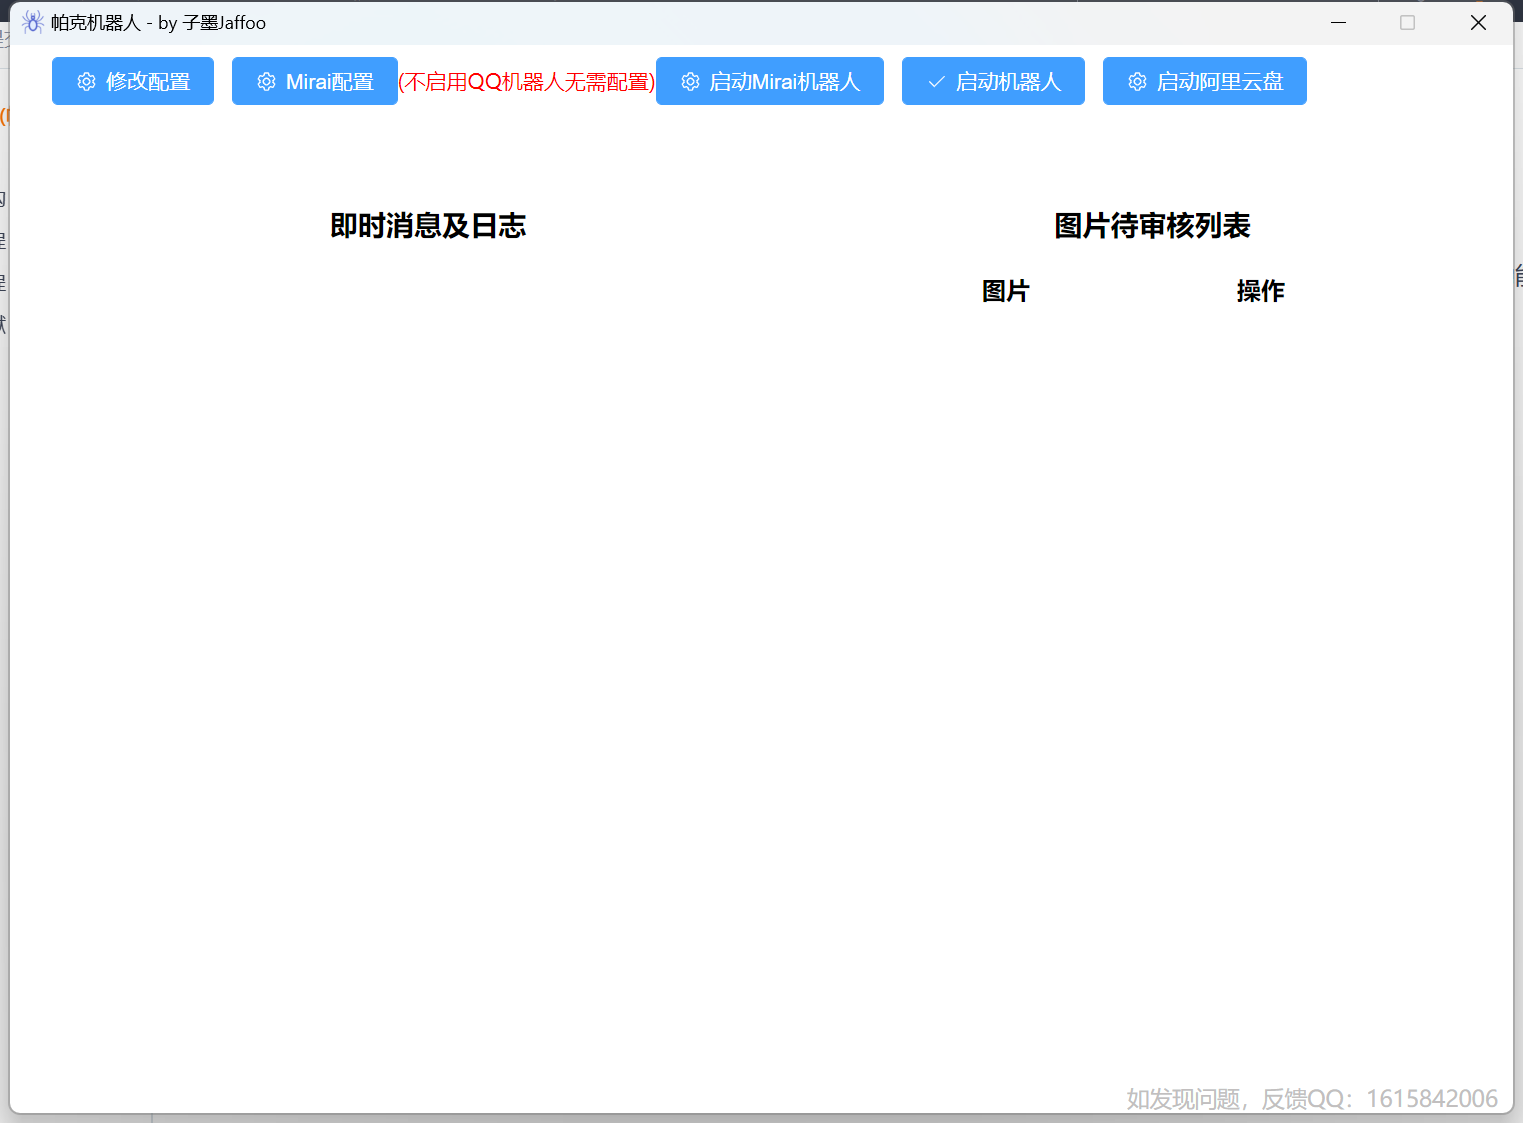 帕克机器人 - by 子墨Jaffoo
修改配置 Mirai配置 (不启用QQ机器人无需配置) 启动Mirai机器人 启动机器人 启动阿里云盘
即时消息及日志 图片待审核列表
图片 操作
如发现问题，反馈QQ：1615842006